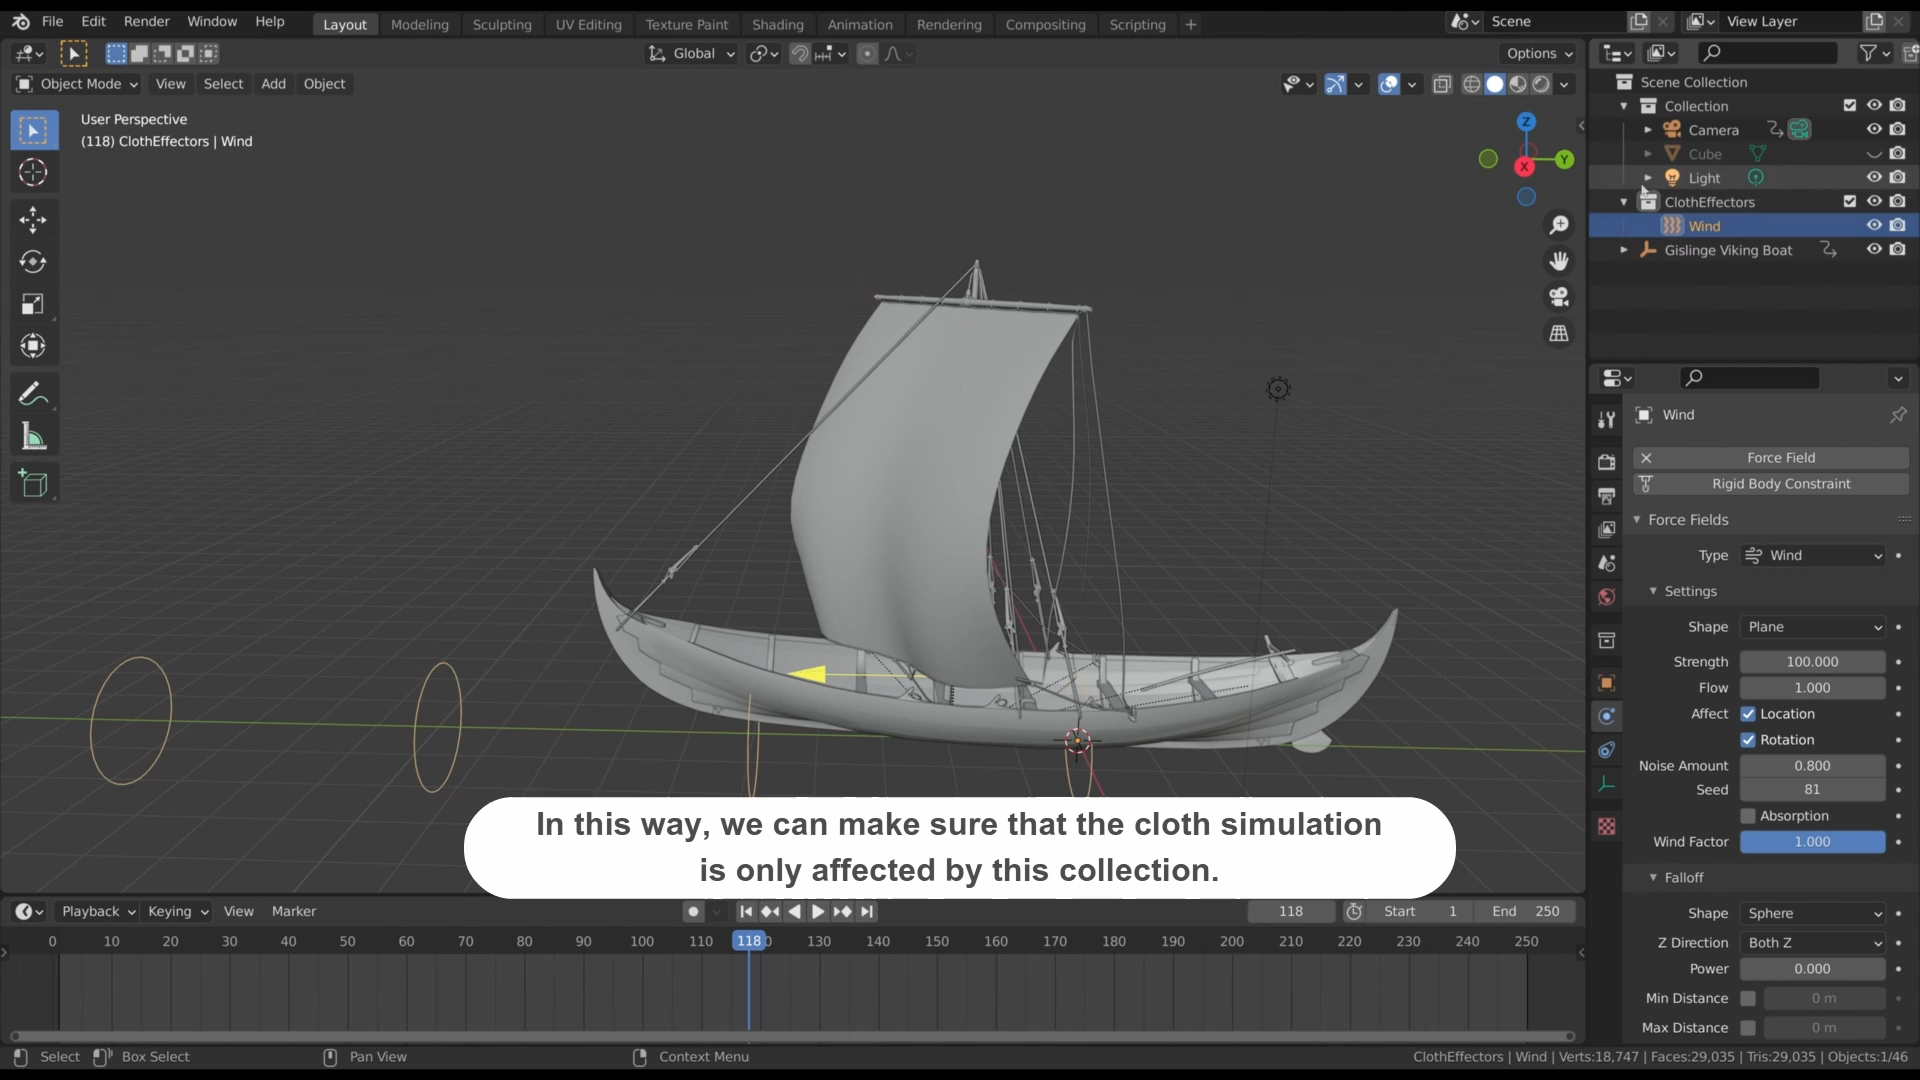 File Edit Render Window Help Layout Modeling Sculpting UV Editing Texture Paint Shading Animation Rendering Compositing Scripting + Scene View Layer
Global Options
Object Mode View Select Add Object
User Perspective
(118) ClothEffectors | Wind
Z
Y
X
Scene Collection
Collection
Camera
Cube
Light
ClothEffectors
Wind
Gislinge Viking Boat
Wind
Force Field
Rigid Body Constraint
Force Fields
Type Wind
Settings
Shape Plane
Strength 100.000
Flow 1.000
Affect Location
Rotation
Noise Amount 0.800
Seed 81
Absorption
Wind Factor 1.000
Falloff
Shape Sphere
Z Direction Both Z
Power 0.000
Min Distance 0 m
Max Distance 0 m
In this way, we can make sure that the cloth simulation
is only affected by this collection.
Playback Keying View Marker 118 Start 1 End 250
0 10 20 30 40 50 60 70 80 90 100 110 118 0 130 140 150 160 170 180 190 200 210 220 230 240 250
Select Box Select Pan View Context Menu ClothEffectors | Wind | Verts:18,747 | Faces:29,035 | Tris:29,035 | Objects:1/46